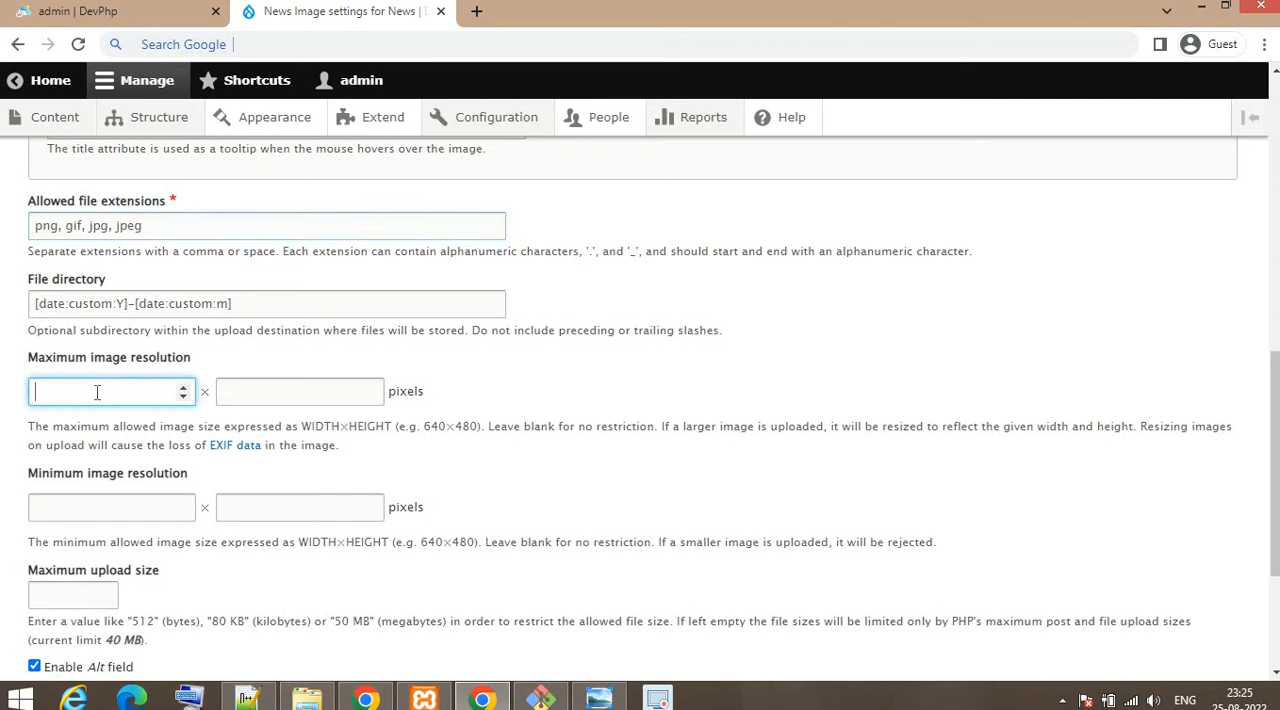 admin | DevPhp
News Image settings for News |
Search Google
Guest
Home
Manage
Shortcuts
admin
Content
Structure
Appearance
Extend
Configuration
People
Reports
Help
The title attribute is used as a tooltip when the mouse hovers over the image.
Allowed file extensions *
png, gif, jpg, jpeg
Separate extensions with a comma or space. Each extension can contain alphanumeric characters, '.', and '_', and should start and end with an alphanumeric character.
File directory
[date:custom:Y]-[date:custom:m]
Optional subdirectory within the upload destination where files will be stored. Do not include preceding or trailing slashes.
Maximum image resolution
× pixels
The maximum allowed image size expressed as WIDTH×HEIGHT (e.g. 640×480). Leave blank for no restriction. If a larger image is uploaded, it will be resized to reflect the given width and height. Resizing images
on upload will cause the loss of EXIF data in the image.
Minimum image resolution
× pixels
The minimum allowed image size expressed as WIDTH×HEIGHT (e.g. 640×480). Leave blank for no restriction. If a smaller image is uploaded, it will be rejected.
Maximum upload size
Enter a value like "512" (bytes), "80 KB" (kilobytes) or "50 MB" (megabytes) in order to restrict the allowed file size. If left empty the file sizes will be limited only by PHP's maximum post and file upload sizes
(current limit 40 MB).
Enable Alt field
ENG
23:25
25-08-2022